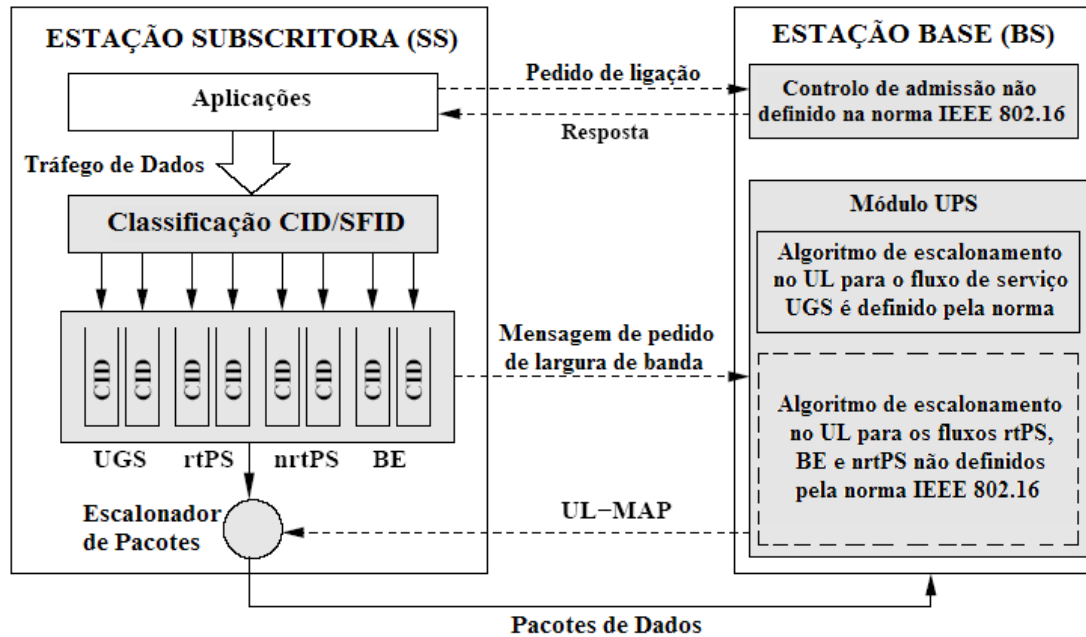 ESTAÇÃO SUBSCRITORA (SS)
Aplicações
Tráfego de Dados
Classificação CID/SFID
CID
CID
CID
CID
CID
CID
CID
CID
UGS
rtPS
nrtPS
BE
Escalonador
de Pacotes
Pedido de ligação
Resposta
Mensagem de pedido
de largura de banda
UL−MAP
Pacotes de Dados
ESTAÇÃO BASE (BS)
Controlo de admissão não
definido na norma IEEE 802.16
Módulo UPS
Algoritmo de escalonamento
no UL para o fluxo de serviço
UGS é definido pela norma
Algoritmo de escalonamento
no UL para os fluxos rtPS,
BE e nrtPS não definidos
pela norma IEEE 802.16